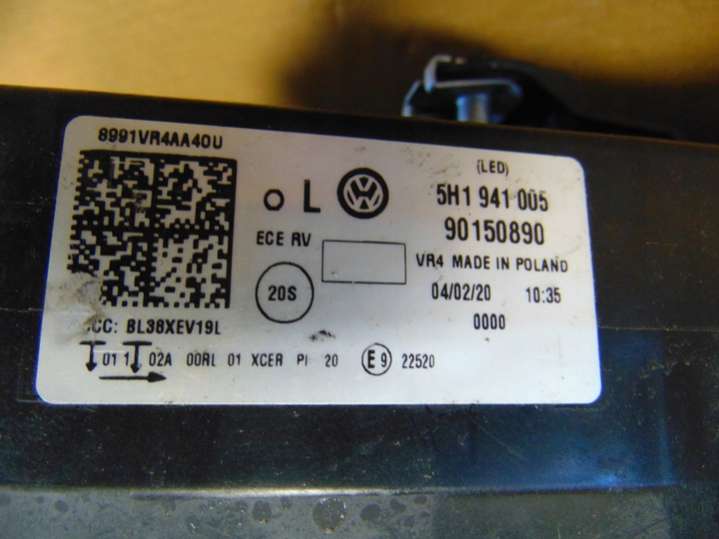 8991VR4AA40U
(LED)
L
5H1 941 005
ECE RV
90150890
VR4 MADE IN POLAND
20S
04/02/20 10:35
0000
CC: BL38XEV19L
01 1 02A 00RL 01 XCER PI 20 E9 22520